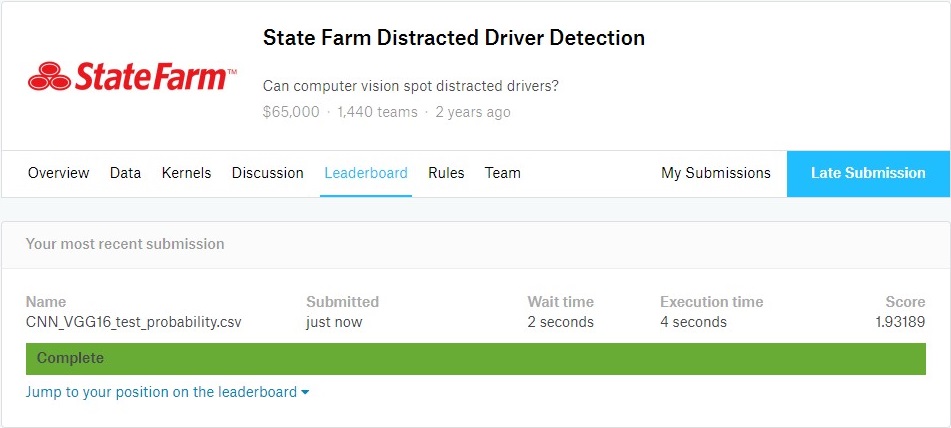 State Farm Distracted Driver Detection
StateFarm™
Can computer vision spot distracted drivers?
$65,000 · 1,440 teams · 2 years ago
Overview Data Kernels Discussion Leaderboard Rules Team My Submissions Late Submission
Your most recent submission
Name Submitted Wait time Execution time Score
CNN_VGG16_test_probability.csv just now 2 seconds 4 seconds 1.93189
Complete
Jump to your position on the leaderboard